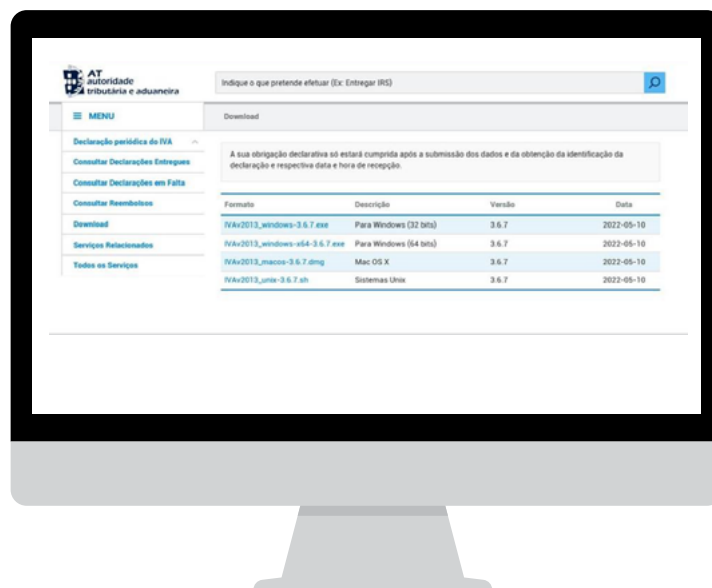 AT
autoridade
tributária e aduaneira
Indique o que pretende efetuar (Ex: Entregar IRS)
MENU
Download
Declaração periódica do IVA
Consultar Declarações Entregues
Consultar Declarações em Falta
Consultar Reembolsos
Download
Serviços Relacionados
Todos os Serviços
A sua obrigação declarativa só estará cumprida após a submissão dos dados e da obtenção da identificação da
declaração e respectiva data e hora de recepção.
Formato Descrição Versão Data
IVAv2013_windows-3.6.7.exe Para Windows (32 bits) 3.6.7 2022-05-10
IVAv2013_windows-x64-3.6.7.exe Para Windows (64 bits) 3.6.7 2022-05-10
IVAv2013_macos-3.6.7.dmg Mac OS X 3.6.7 2022-05-10
IVAv2013_unix-3.6.7.sh Sistemas Unix 3.6.7 2022-05-10